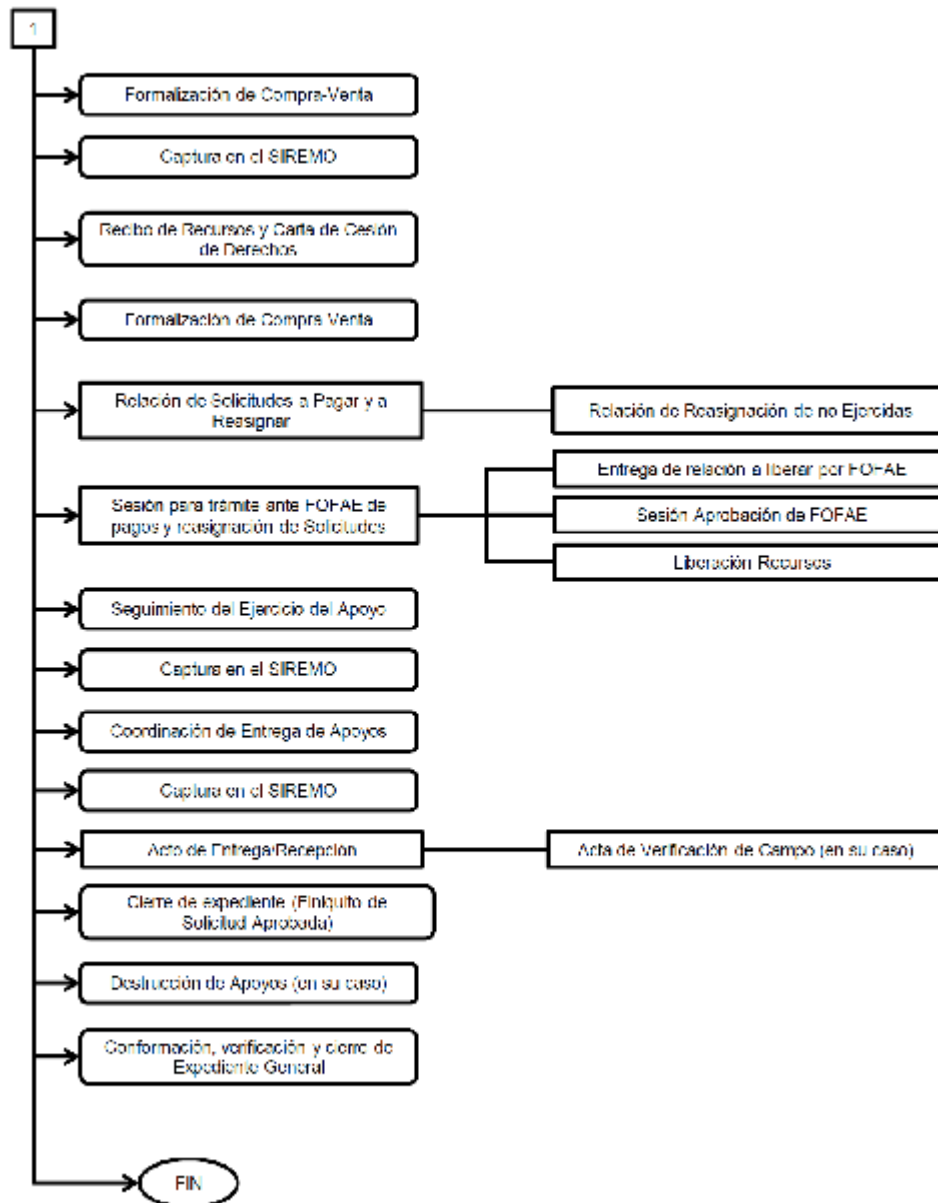 1
Formalización de Compra-Venta
Captura en el SIREMO
Recibo de Recursos y Carta de Cesión
de Derechos
Formalización de Compra Venta
Relación de Solicitudes a Pagar y a
Reasignar
Relación de Reasignación de no Ejercidas
Entrega de relación a liberar por FOFAE
Sesión para trámite ante FOFAE de
pagos y reasignación de Solicitudes
Sesión Aprobación de FOFAE
Liberación Recursos
Seguimiento del Ejercicio del Apoyo
Captura en el SIREMO
Coordinación de Entrega de Apoyos
Captura en el SIREMO
Acto de Entrega/Recepción
Acta de Verificación de Campo (en su caso)
Cierre de expediente (Finiquito de
Solicitud Aprobada)
Destrucción de Apoyos (en su caso)
Conformación, verificación y cierre de
Expediente General
FIN